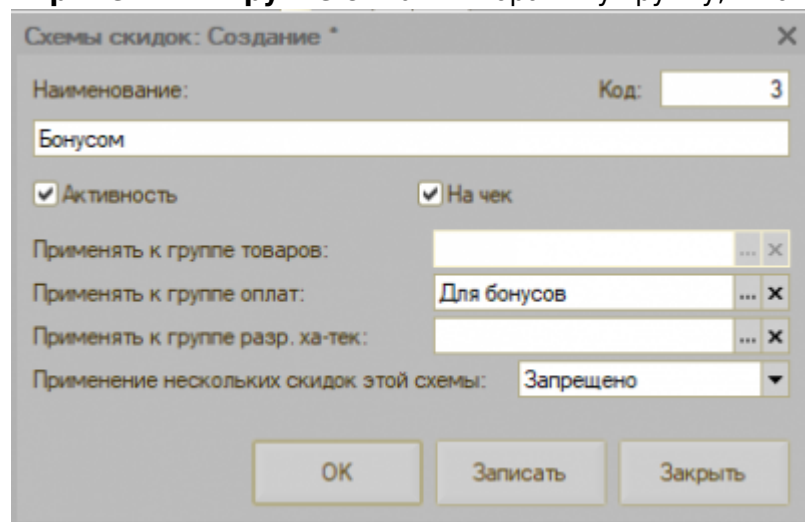 Схемы скидок: Создание *
Наименование: Код: 3
Бонусом
Активность На чек
Применять к группе товаров: ...
Применять к группе оплат: Для бонусов ...
Применять к группе разр. ха-тек: ...
Применение нескольких скидок этой схемы: Запрещено
ОК Записать Закрыть